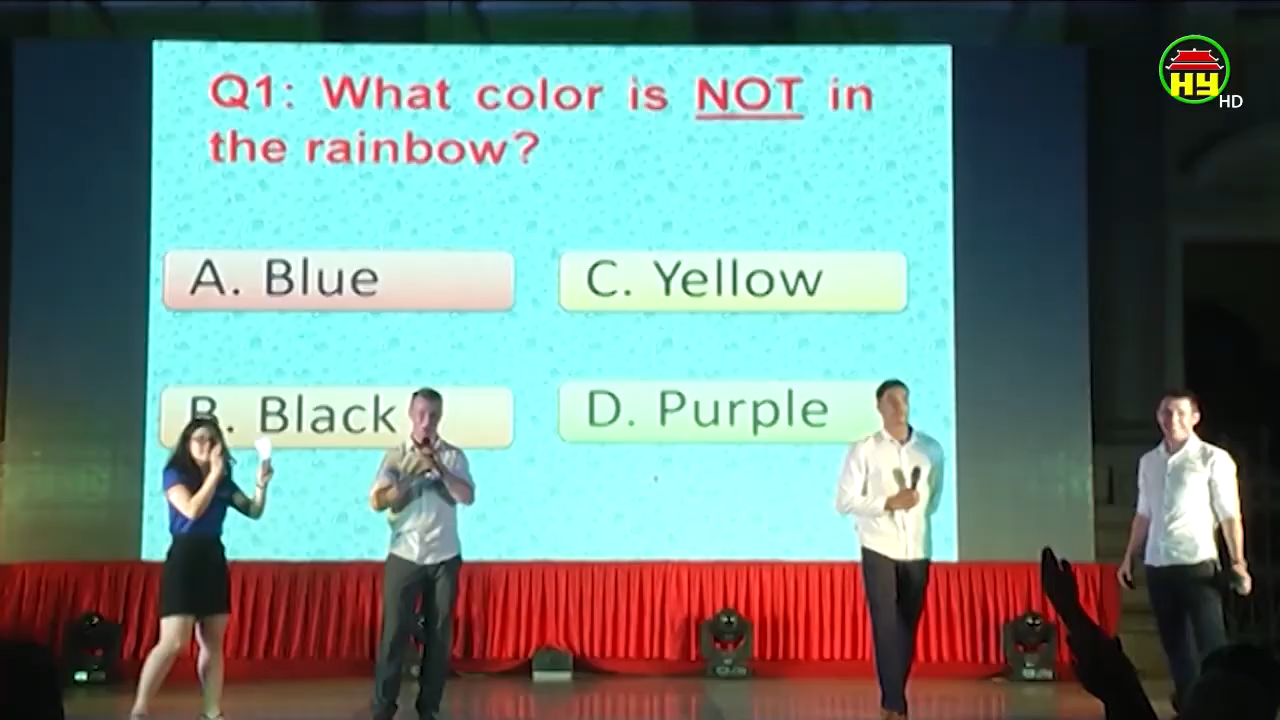 Q1: What color is NOT in
the rainbow?
A. Blue
C. Yellow
B. Black
D. Purple
HY
HD